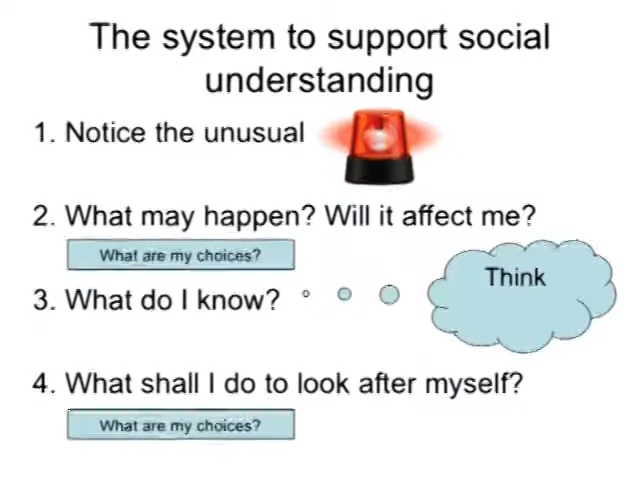 The system to support social
understanding
1. Notice the unusual
2. What may happen? Will it affect me?
What are my choices?
Think
3. What do I know?
4. What shall I do to look after myself?
What are my choices?